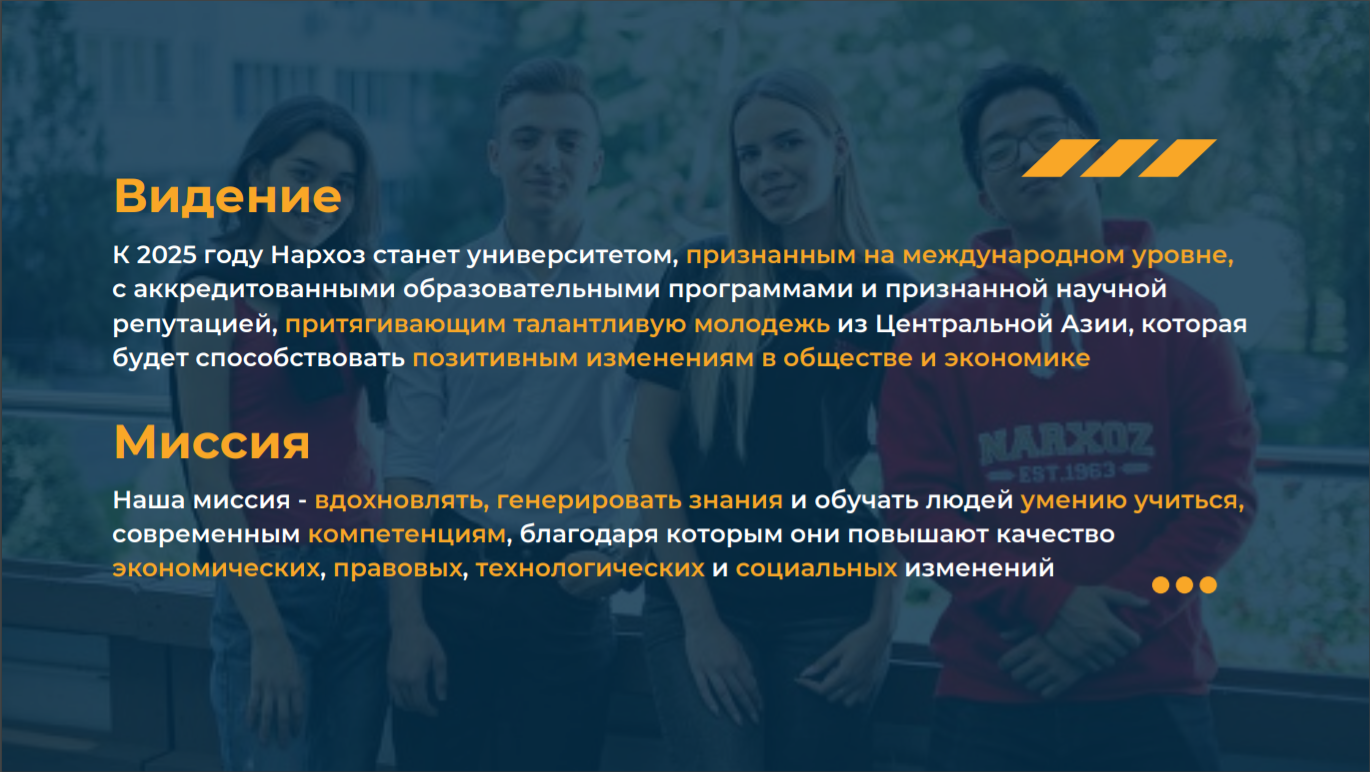 Видение
К 2025 году Нархоз станет университетом, признанным на международном уровне,
с аккредитованными образовательными программами и признанной научной
репутацией, притягивающим талантливую молодежь из Центральной Азии, которая
будет способствовать позитивным изменениям в обществе и экономике
Миссия
NARXOZ
EST.1963
Наша миссия - вдохновлять, генерировать знания и обучать людей умению учиться,
современным компетенциям, благодаря которым они повышают качество
экономических, правовых, технологических и социальных изменений